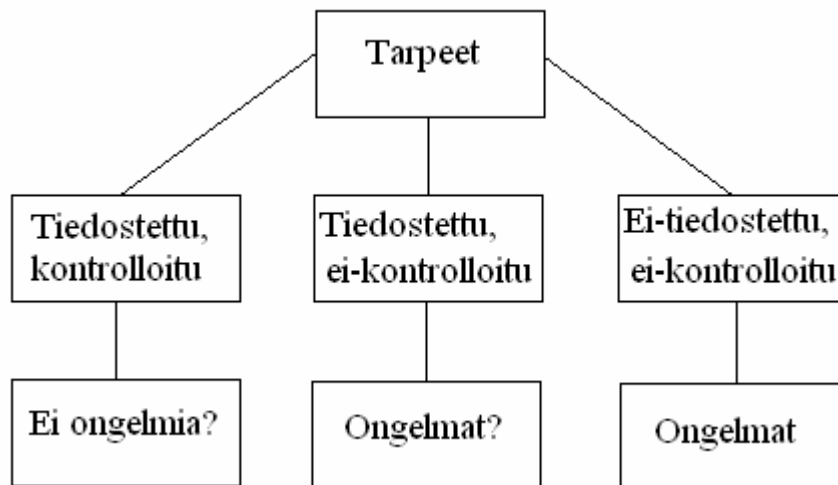 Tarpeet
Tiedostettu,
kontrolloitu
Tiedostettu,
ei-kontrolloitu
Ei-tiedostettu,
ei-kontrolloitu
Ei ongelmia?
Ongelmat?
Ongelmat